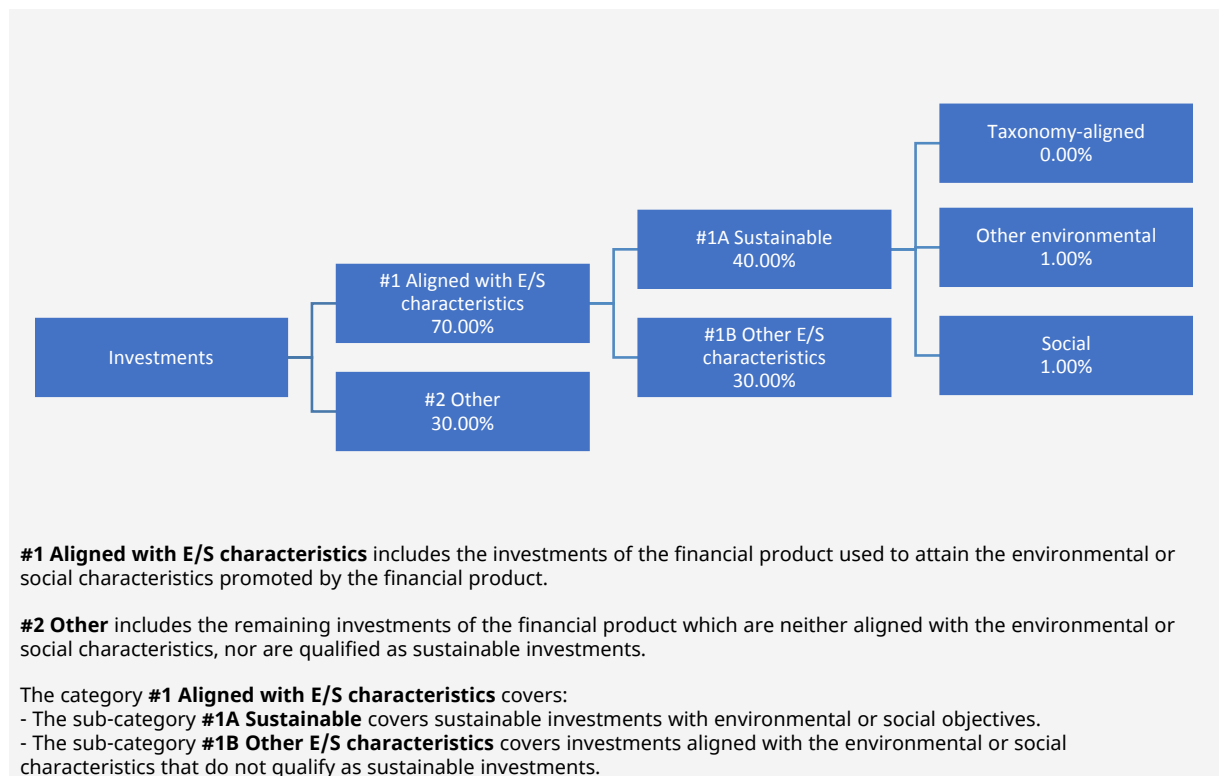 Investments
#1 Aligned with E/S
characteristics
70.00%
#2 Other
30.00%
#1A Sustainable
40.00%
#1B Other E/S
characteristics
30.00%
Taxonomy-aligned
0.00%
Other environmental
1.00%
Social
1.00%
#1 Aligned with E/S characteristics includes the investments of the financial product used to attain the environmental or
social characteristics promoted by the financial product.
#2 Other includes the remaining investments of the financial product which are neither aligned with the environmental or
social characteristics, nor are qualified as sustainable investments.
The category #1 Aligned with E/S characteristics covers:
- The sub-category #1A Sustainable covers sustainable investments with environmental or social objectives.
- The sub-category #1B Other E/S characteristics covers investments aligned with the environmental or social
characteristics that do not qualify as sustainable investments.